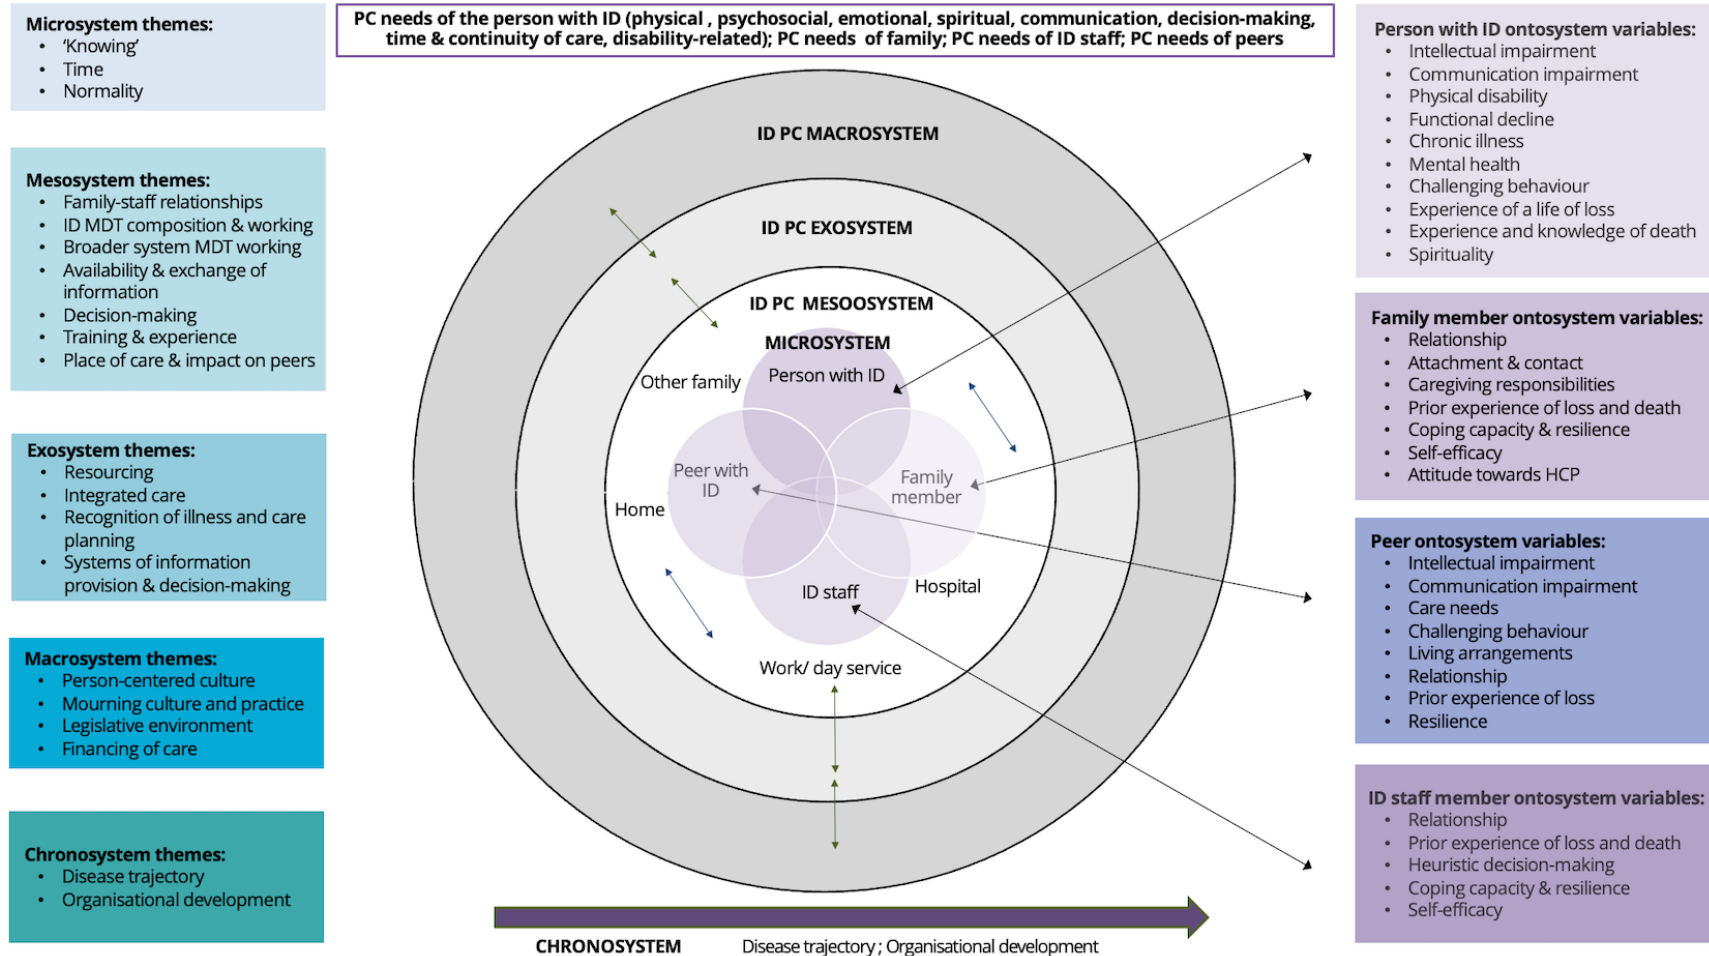 PC needs of the person with ID (physical , psychosocial, emotional, spiritual, communication, decision-making,
time & continuity of care, disability-related); PC needs  of family; PC needs of ID staff; PC needs of peers
Microsystem themes:
• ‘Knowing’
• Time
• Normality
Mesosystem themes:
• Family-staff relationships
• ID MDT composition & working
• Broader system MDT working
• Availability & exchange of
information
• Decision-making
• Training & experience
• Place of care & impact on peers
Exosystem themes:
• Resourcing
• Integrated care
• Recognition of illness and care
planning
• Systems of information
provision & decision-making
Macrosystem themes:
• Person-centered culture
• Mourning culture and practice
• Legislative environment
• Financing of care
Chronosystem themes:
• Disease trajectory
• Organisational development
ID PC MACROSYSTEM
ID PC EXOSYSTEM
ID PC  MESOOSYSTEM
MICROSYSTEM
Person with ID
Other family
Peer with
ID
Family
member
Home
ID staff
Hospital
Work/ day service
CHRONOSYSTEM
Disease trajectory ; Organisational development
Person with ID ontosystem variables:
• Intellectual impairment
• Communication impairment
• Physical disability
• Functional decline
• Chronic illness
• Mental health
• Challenging behaviour
• Experience of a life of loss
• Experience and knowledge of death
• Spirituality
Family member ontosystem variables:
• Relationship
• Attachment & contact
• Caregiving responsibilities
• Prior experience of loss and death
• Coping capacity & resilience
• Self-efficacy
• Attitude towards HCP
Peer ontosystem variables:
• Intellectual impairment
• Communication impairment
• Care needs
• Challenging behaviour
• Living arrangements
• Relationship
• Prior experience of loss
• Resilience
ID staff member ontosystem variables:
• Relationship
• Prior experience of loss and death
• Heuristic decision-making
• Coping capacity & resilience
• Self-efficacy